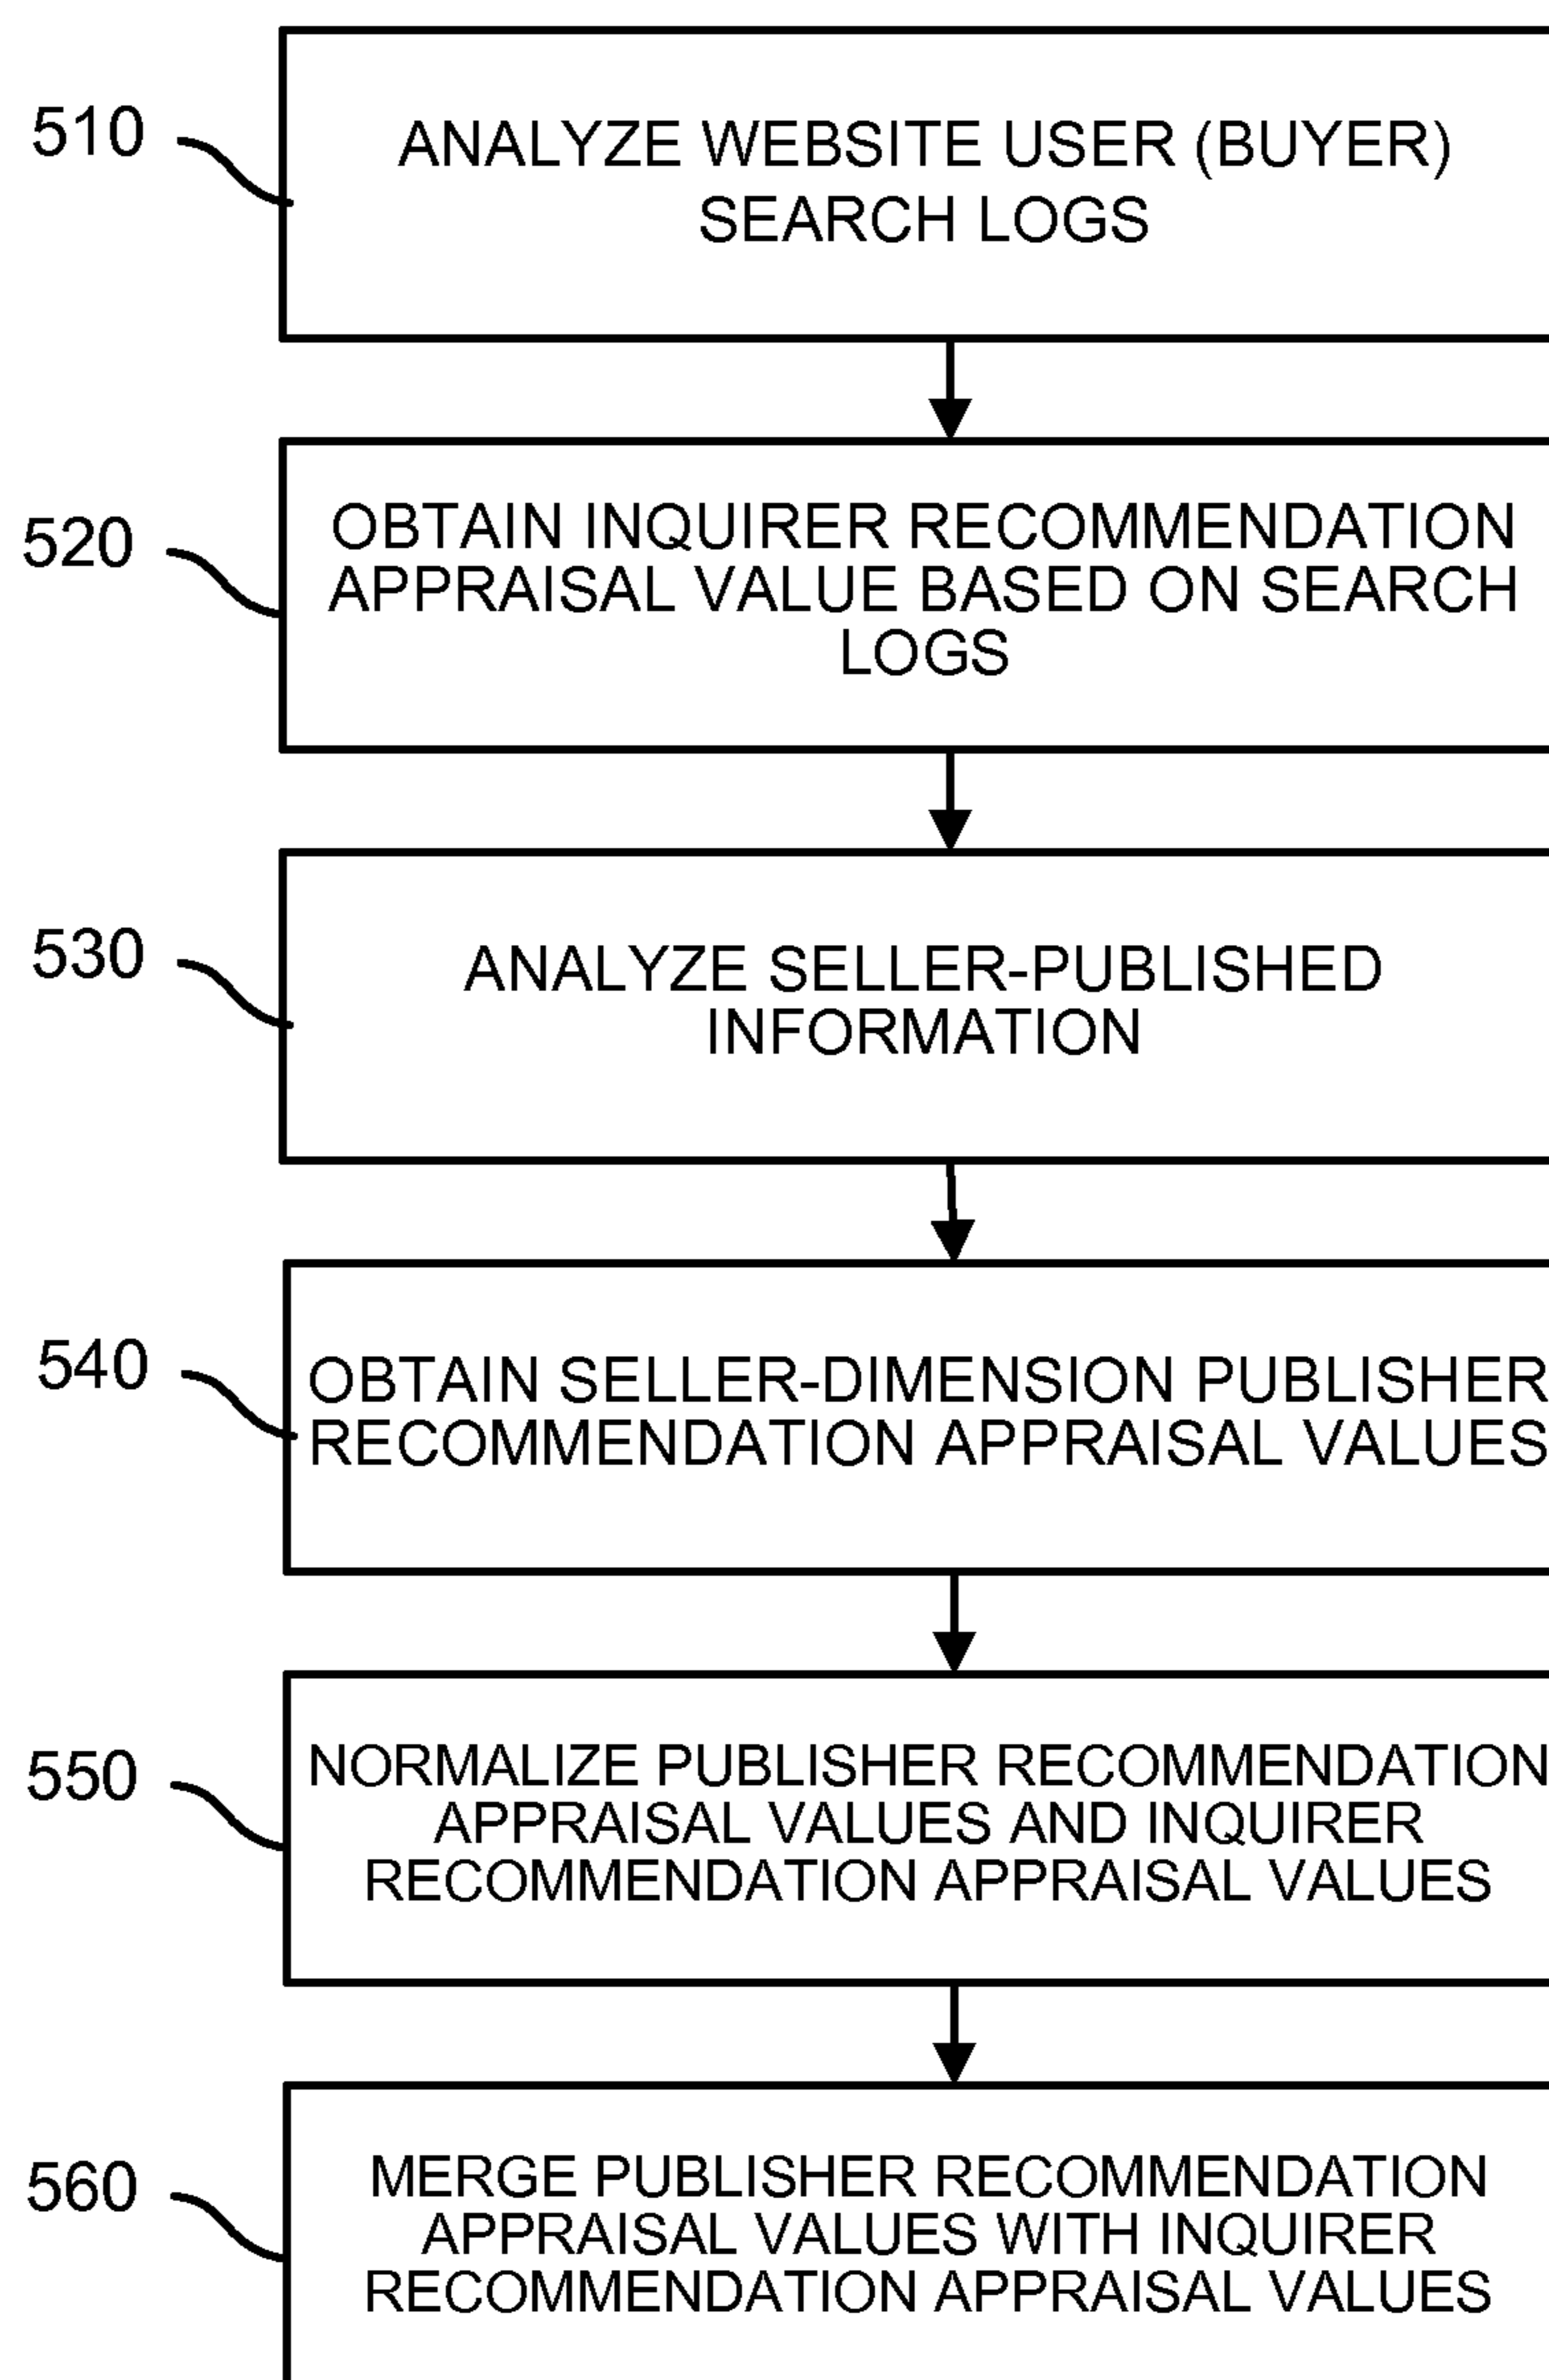 510
ANALYZE WEBSITE USER (BUYER)
SEARCH LOGS
520
OBTAIN INQUIRER RECOMMENDATION
APPRAISAL VALUE BASED ON SEARCH
LOGS
530
ANALYZE SELLER-PUBLISHED
INFORMATION
540
OBTAIN SELLER-DIMENSION PUBLISHER
RECOMMENDATION APPRAISAL VALUES
550
NORMALIZE PUBLISHER RECOMMENDATION
APPRAISAL VALUES AND INQUIRER
RECOMMENDATION APPRAISAL VALUES
560
MERGE PUBLISHER RECOMMENDATION
APPRAISAL VALUES WITH INQUIRER
RECOMMENDATION APPRAISAL VALUES